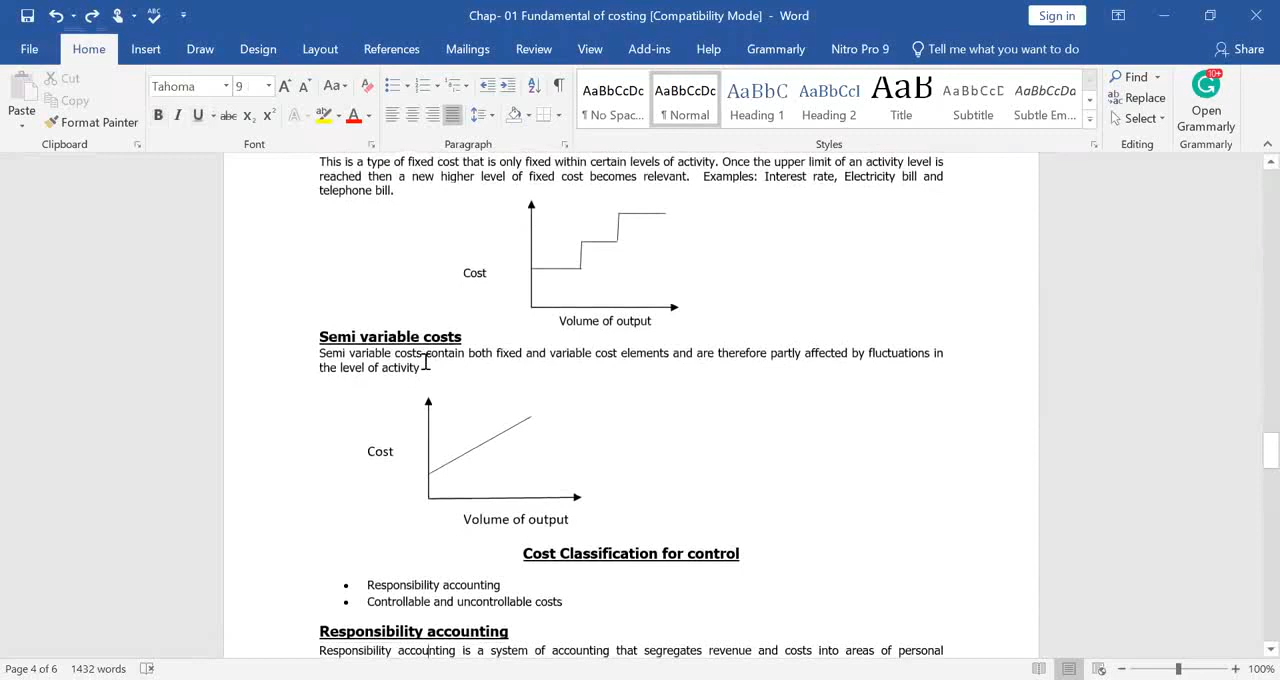 Chap- 01 Fundamental of costing [Compatibility Mode] - Word
Sign in
File Home Insert Draw Design Layout References Mailings Review View Add-ins Help Grammarly Nitro Pro 9 Tell me what you want to do Share
Paste
Cut
Copy
Format Painter
Tahoma 9
AaBbCcDc AaBbCcDc AaBbC AaBbCcI AaB AaBbCcD AaBbCcDa
¶ No Spac... ¶ Normal Heading 1 Heading 2 Title Subtitle Subtle Em...
Find
Replace
Select
10+
Open
Grammarly
Clipboard Font Paragraph Styles Editing Grammarly
This is a type of fixed cost that is only fixed within certain levels of activity. Once the upper limit of an activity level is
reached then a new higher level of fixed cost becomes relevant. Examples: Interest rate, Electricity bill and
telephone bill.
Cost
Volume of output
Semi variable costs
Semi variable costs contain both fixed and variable cost elements and are therefore partly affected by fluctuations in
the level of activity
Cost
Volume of output
Cost Classification for control
• Responsibility accounting
• Controllable and uncontrollable costs
Responsibility accounting
Responsibility accounting is a system of accounting that segregates revenue and costs into areas of personal
Page 4 of 6 1432 words 100%